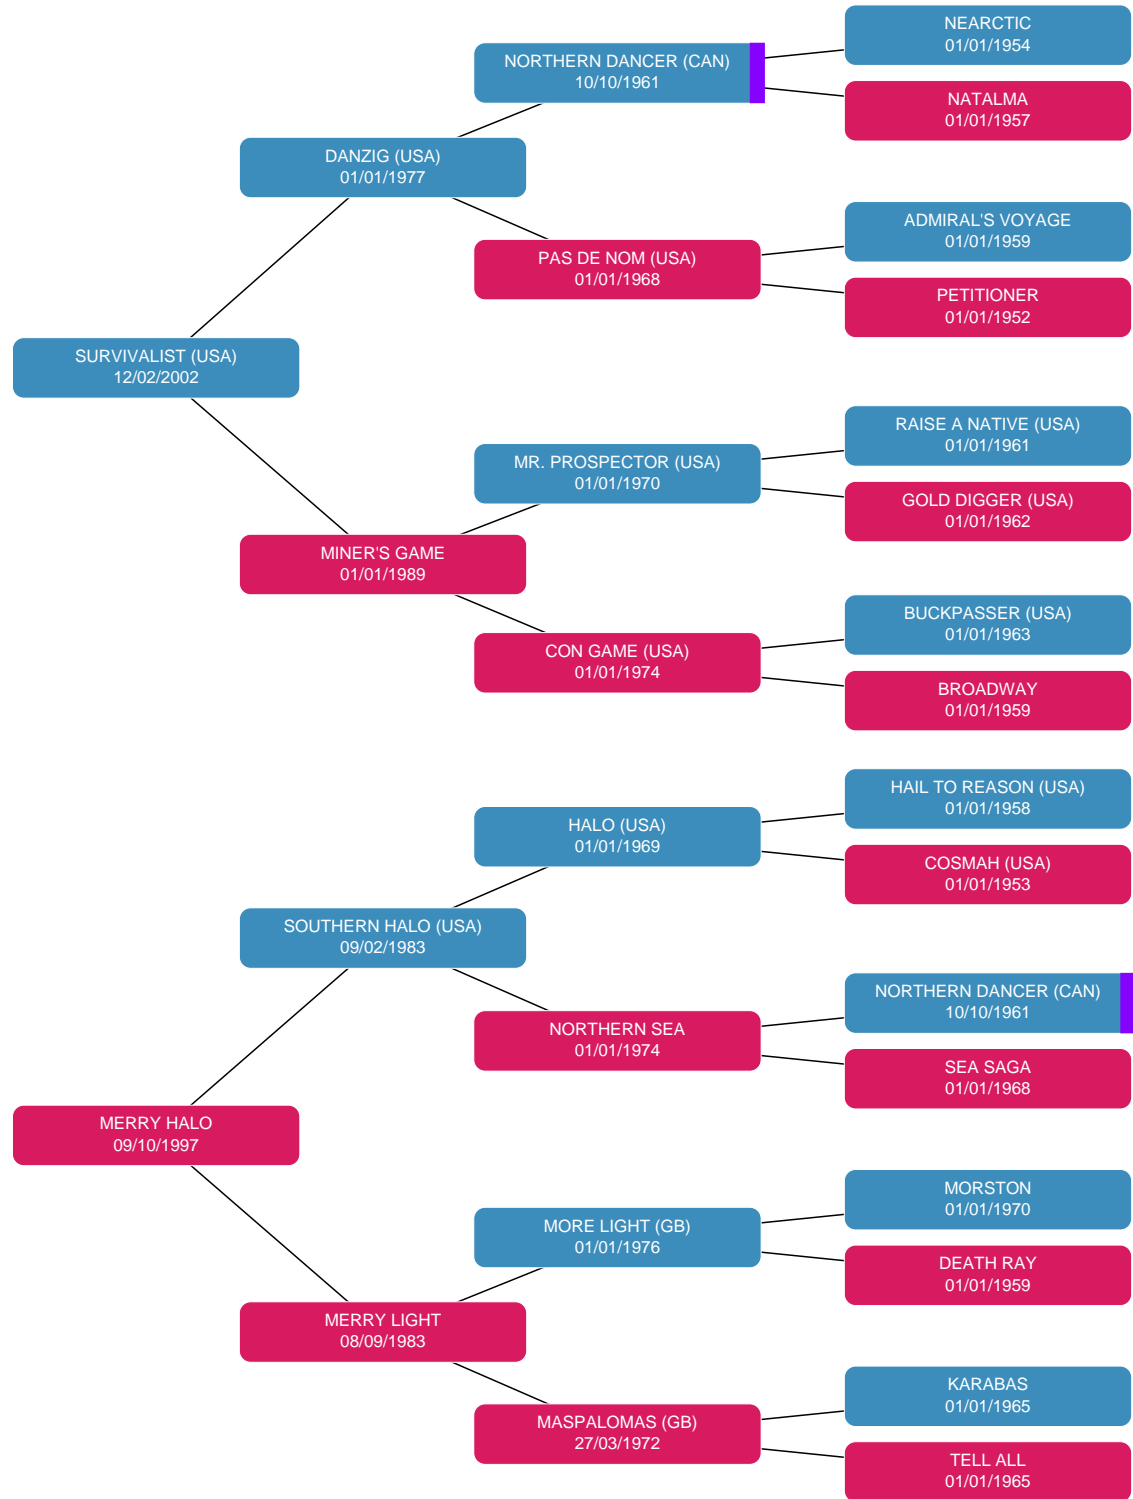 NEARCTIC
01/01/1954
NORTHERN DANCER (CAN)
10/10/1961
NATALMA
01/01/1957
DANZIG (USA)
01/01/1977
ADMIRAL'S VOYAGE
01/01/1959
PAS DE NOM (USA)
01/01/1968
PETITIONER
01/01/1952
SURVIVALIST (USA)
12/02/2002
RAISE A NATIVE (USA)
01/01/1961
MR. PROSPECTOR (USA)
01/01/1970
GOLD DIGGER (USA)
01/01/1962
MINER'S GAME
01/01/1989
BUCKPASSER (USA)
01/01/1963
CON GAME (USA)
01/01/1974
BROADWAY
01/01/1959
HAIL TO REASON (USA)
01/01/1958
HALO (USA)
01/01/1969
COSMAH (USA)
01/01/1953
SOUTHERN HALO (USA)
09/02/1983
NORTHERN DANCER (CAN)
10/10/1961
NORTHERN SEA
01/01/1974
SEA SAGA
01/01/1968
MERRY HALO
09/10/1997
MORSTON
01/01/1970
MORE LIGHT (GB)
01/01/1976
DEATH RAY
01/01/1959
MERRY LIGHT
08/09/1983
KARABAS
01/01/1965
MASPALOMAS (GB)
27/03/1972
TELL ALL
01/01/1965